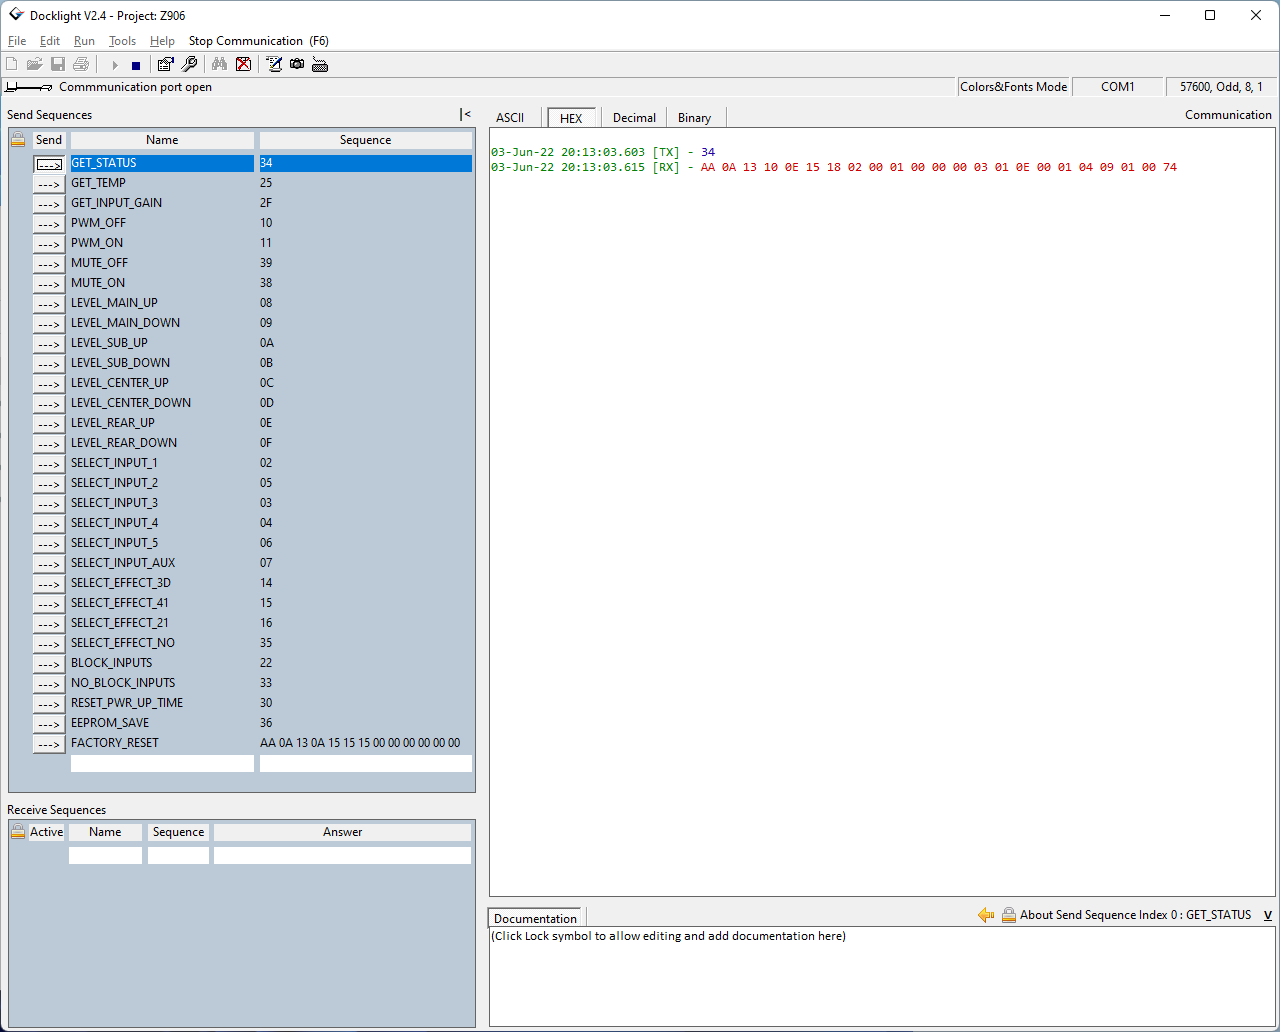 Docklight V2.4 - Project: Z906
File Edit Run Tools Help Stop Communication (F6)
Commmunication port open
Colors&Fonts Mode COM1 57600, Odd, 8, 1
Send Sequences |<
Send Name Sequence
---> GET_STATUS 34
---> GET_TEMP 25
---> GET_INPUT_GAIN 2F
---> PWM_OFF 10
---> PWM_ON 11
---> MUTE_OFF 39
---> MUTE_ON 38
---> LEVEL_MAIN_UP 08
---> LEVEL_MAIN_DOWN 09
---> LEVEL_SUB_UP 0A
---> LEVEL_SUB_DOWN 0B
---> LEVEL_CENTER_UP 0C
---> LEVEL_CENTER_DOWN 0D
---> LEVEL_REAR_UP 0E
---> LEVEL_REAR_DOWN 0F
---> SELECT_INPUT_1 02
---> SELECT_INPUT_2 05
---> SELECT_INPUT_3 03
---> SELECT_INPUT_4 04
---> SELECT_INPUT_5 06
---> SELECT_INPUT_AUX 07
---> SELECT_EFFECT_3D 14
---> SELECT_EFFECT_41 15
---> SELECT_EFFECT_21 16
---> SELECT_EFFECT_NO 35
---> BLOCK_INPUTS 22
---> NO_BLOCK_INPUTS 33
---> RESET_PWR_UP_TIME 30
---> EEPROM_SAVE 36
---> FACTORY_RESET AA 0A 13 0A 15 15 15 00 00 00 00 00 00
Receive Sequences
Active Name Sequence Answer
ASCII HEX Decimal Binary Communication
03-Jun-22 20:13:03.603 [TX] - 34
03-Jun-22 20:13:03.615 [RX] - AA 0A 13 10 0E 15 18 02 00 01 00 00 00 03 01 0E 00 01 04 09 01 00 74
Documentation About Send Sequence Index 0 : GET_STATUS V
(Click Lock symbol to allow editing and add documentation here)